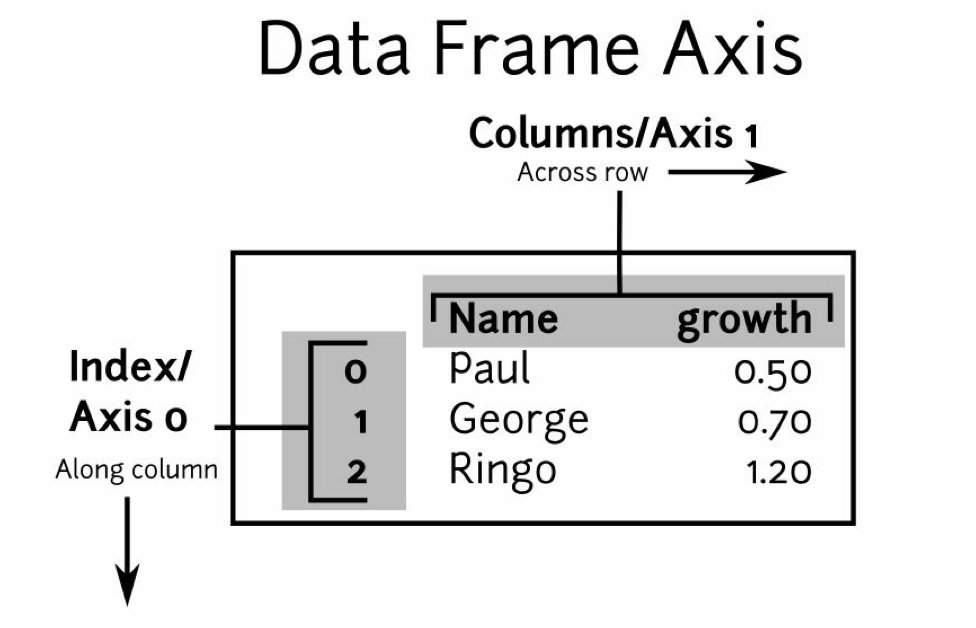 Data Frame Axis
Columns/Axis 1
Across row
Name growth
Index/
Axis 0
Along column
0 Paul 0.50
1 George 0.70
2 Ringo 1.20